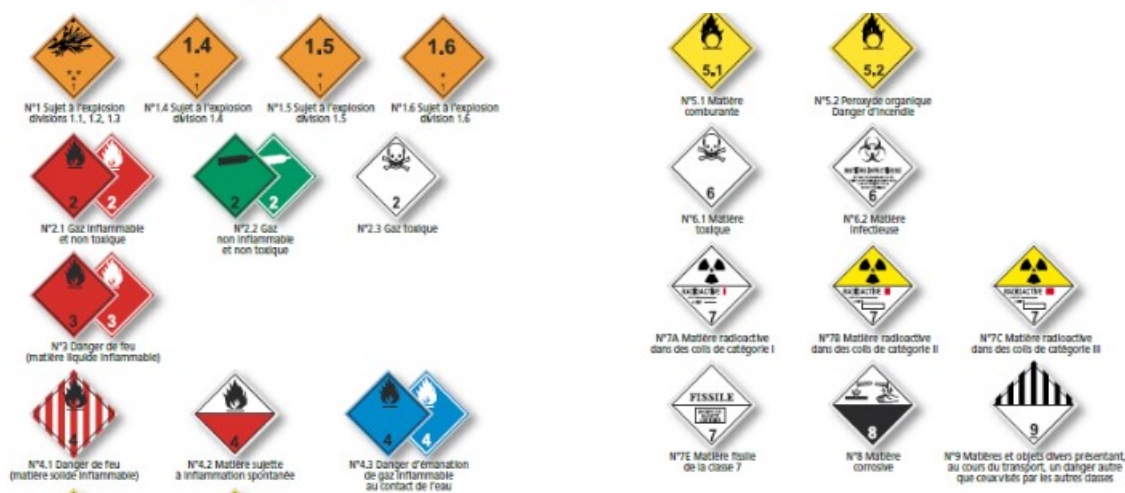 1
1.4
1
1.5
1
1.6
1
N°1 Sujet à l'explosion
divisions 1.1, 1.2, 1.3
N°1.4 Sujet à l'explosion
division 1.4
N°1.5 Sujet à l'explosion
division 1.5
N°1.6 Sujet à l'explosion
division 1.6
2
2
2
2
2
N°2.1 Gaz inflammable
et non toxique
N°2.2 Gaz
non inflammable
et non toxique
N°2.3 Gaz toxique
3
3
N°3 Danger de feu
(matière liquide inflammable)
4
4
4
4
N°4.1 Danger de feu
(matière solide inflammable)
N°4.2 Matière sujette
à inflammation spontanée
N°4.3 Danger d'émanation
de gaz inflammable
au contact de l'eau
5.1
5.2
N°5.1 Matière
comburante
N°5.2 Peroxyde organique
Danger d'incendie
6
MATIÈRE INFECTIEUSE
6
N°6.1 Matière
toxique
N°6.2 Matière
infectieuse
RADIOACTIVE I
7
RADIOACTIVE II
7
RADIOACTIVE III
7
N°7A Matière radioactive
dans des colis de catégorie I
N°7B Matière radioactive
dans des colis de catégorie II
N°7C Matière radioactive
dans des colis de catégorie III
FISSILE
7
8
9
N°7E Matière fissile
de la classe 7
N°8 Matière
corrosive
N°9 Matières et objets divers présentant,
au cours du transport, un danger autre
que ceux visés par les autres classes